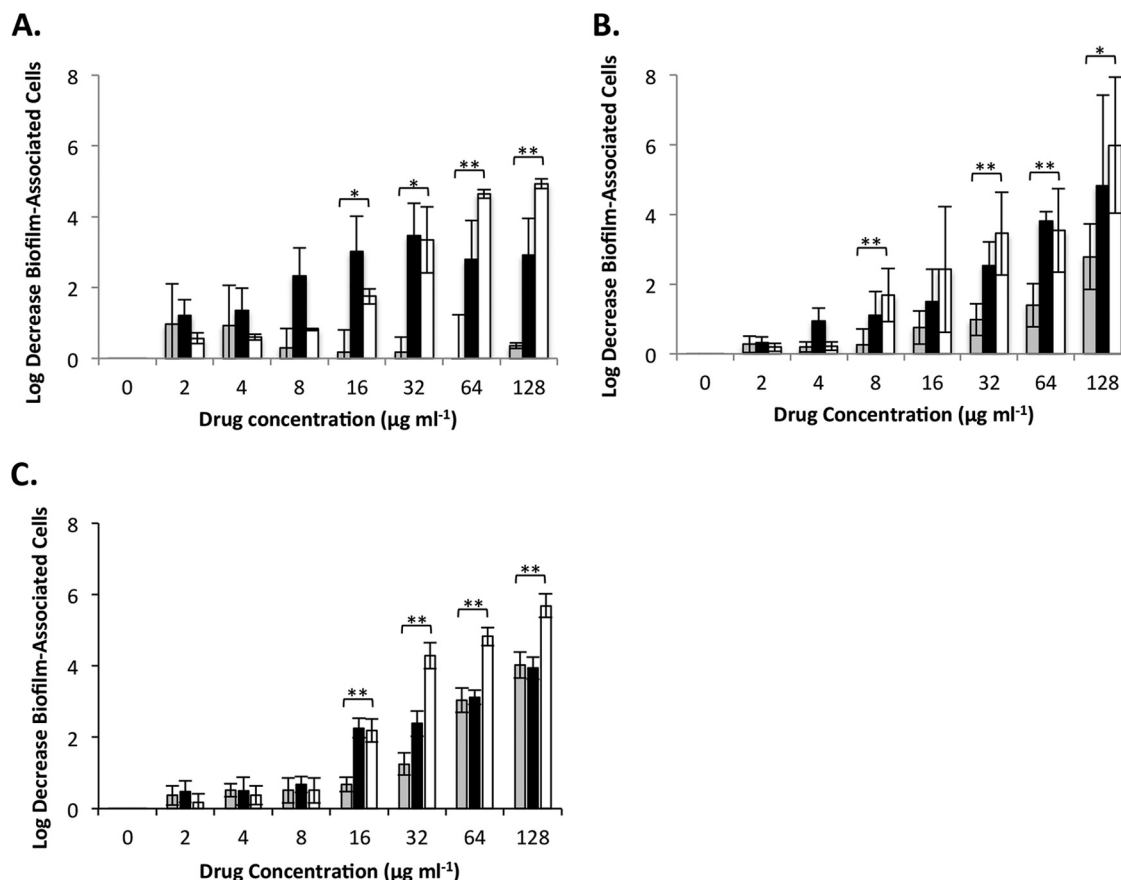 A.
Log Decrease Biofilm-Associated Cells
8
6
4
2
0
* * ** **
0 2 4 8 16 32 64 128
Drug concentration (µg ml-1)
B.
Log Decrease Biofilm-Associated Cells
8
6
4
2
0
** ** ** *
0 2 4 8 16 32 64 128
Drug Concentration (µg ml-1)
C.
Log Decrease Biofilm-Associated Cells
8
6
4
2
0
** ** ** **
0 2 4 8 16 32 64 128
Drug Concentration (µg ml-1)